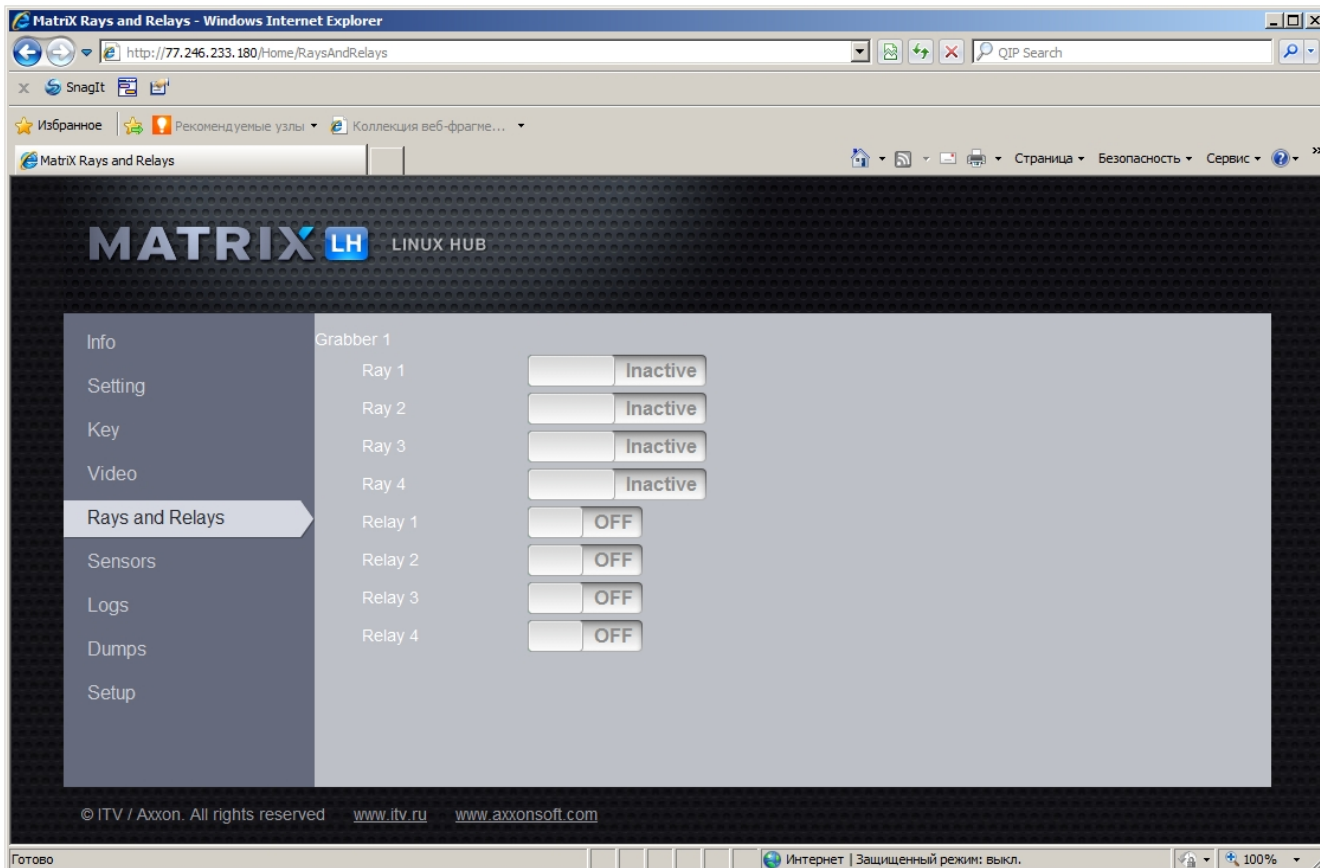 MatriX Rays and Relays - Windows Internet Explorer
http://77.246.233.180/Home/RaysAndRelays
QIP Search
x SnagIt
Избранное Рекомендуемые узлы Коллекция веб-фрагме...
MatriX Rays and Relays
Страница Безопасность Сервис
MATRIX LH LINUX HUB
Info
Setting
Key
Video
Rays and Relays
Sensors
Logs
Dumps
Setup
Grabber 1
Ray 1 Inactive
Ray 2 Inactive
Ray 3 Inactive
Ray 4 Inactive
Relay 1 OFF
Relay 2 OFF
Relay 3 OFF
Relay 4 OFF
© ITV / Axxon. All rights reserved www.itv.ru www.axxonsoft.com
Готово
Интернет | Защищенный режим: выкл.
100%